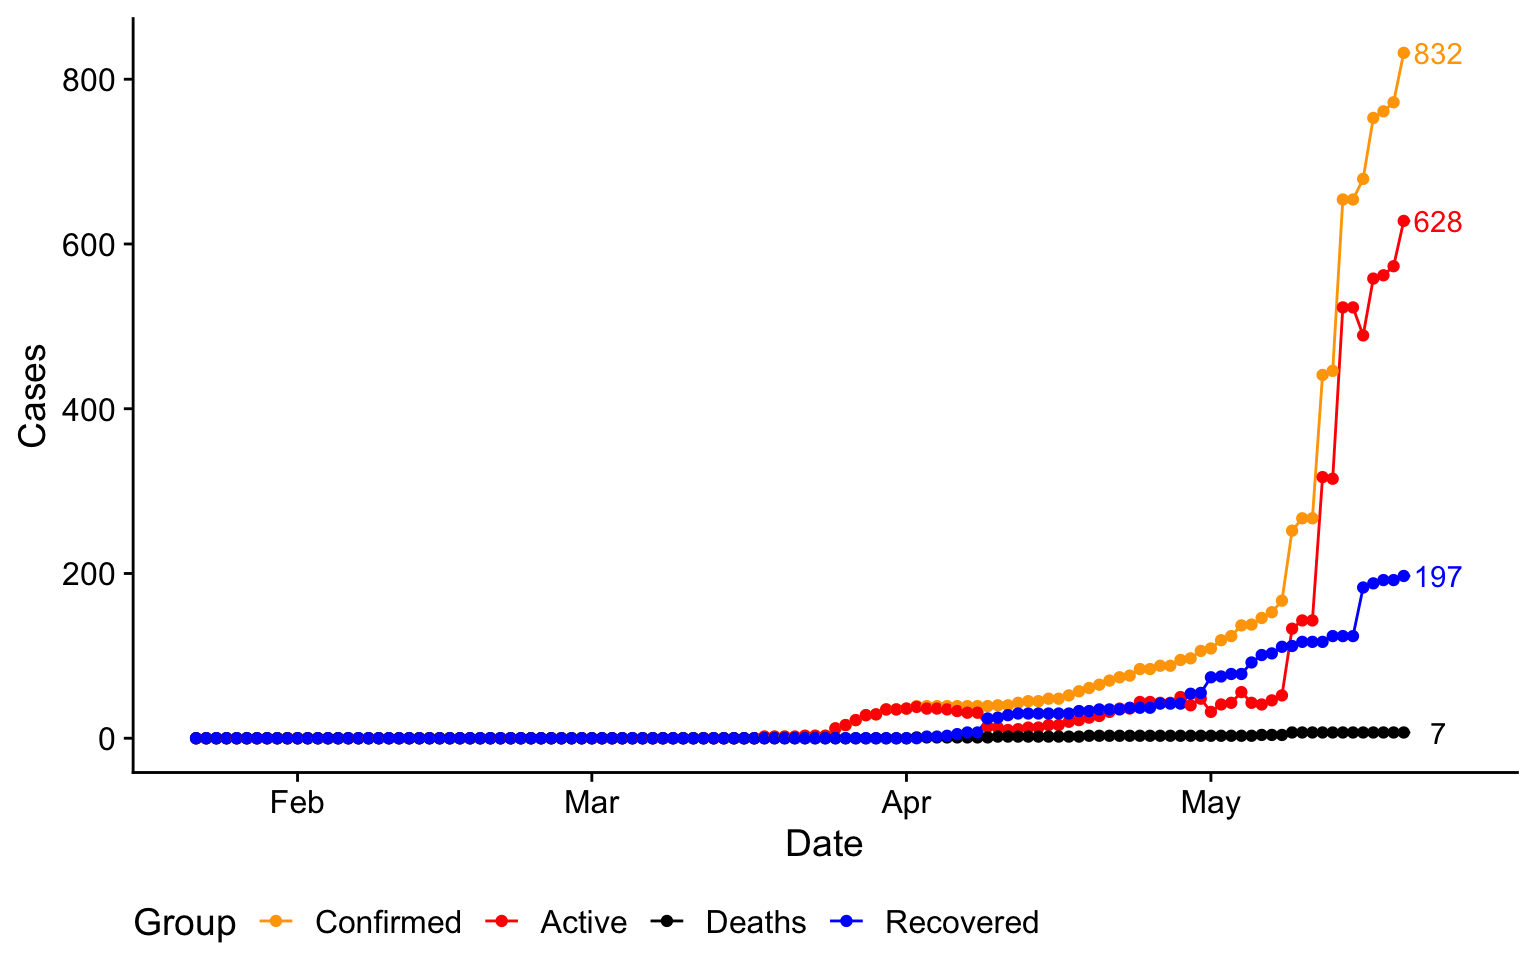 832
800
628
600
Cases
400
200
197
0
7
Feb Mar Apr May
Date
Group Confirmed Active Deaths Recovered